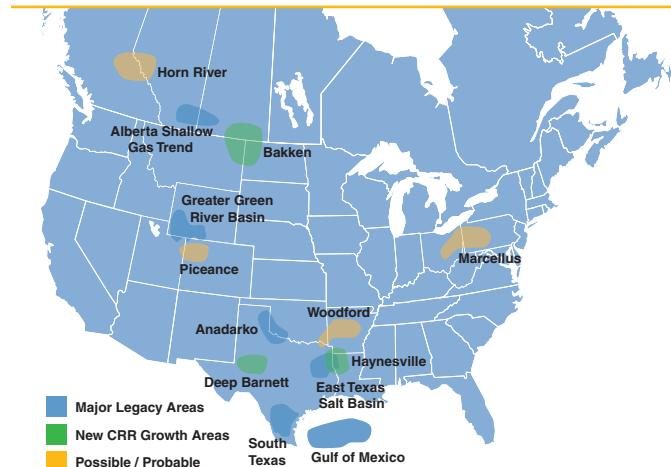 Horn River
Alberta Shallow
Gas Trend
Bakken
Greater Green
River Basin
Piceance
Marcellus
Woodford
Anadarko
Haynesville
Deep Barnett
East Texas
Salt Basin
South
Texas
Gulf of Mexico
Major Legacy Areas
New CRR Growth Areas
Possible / Probable